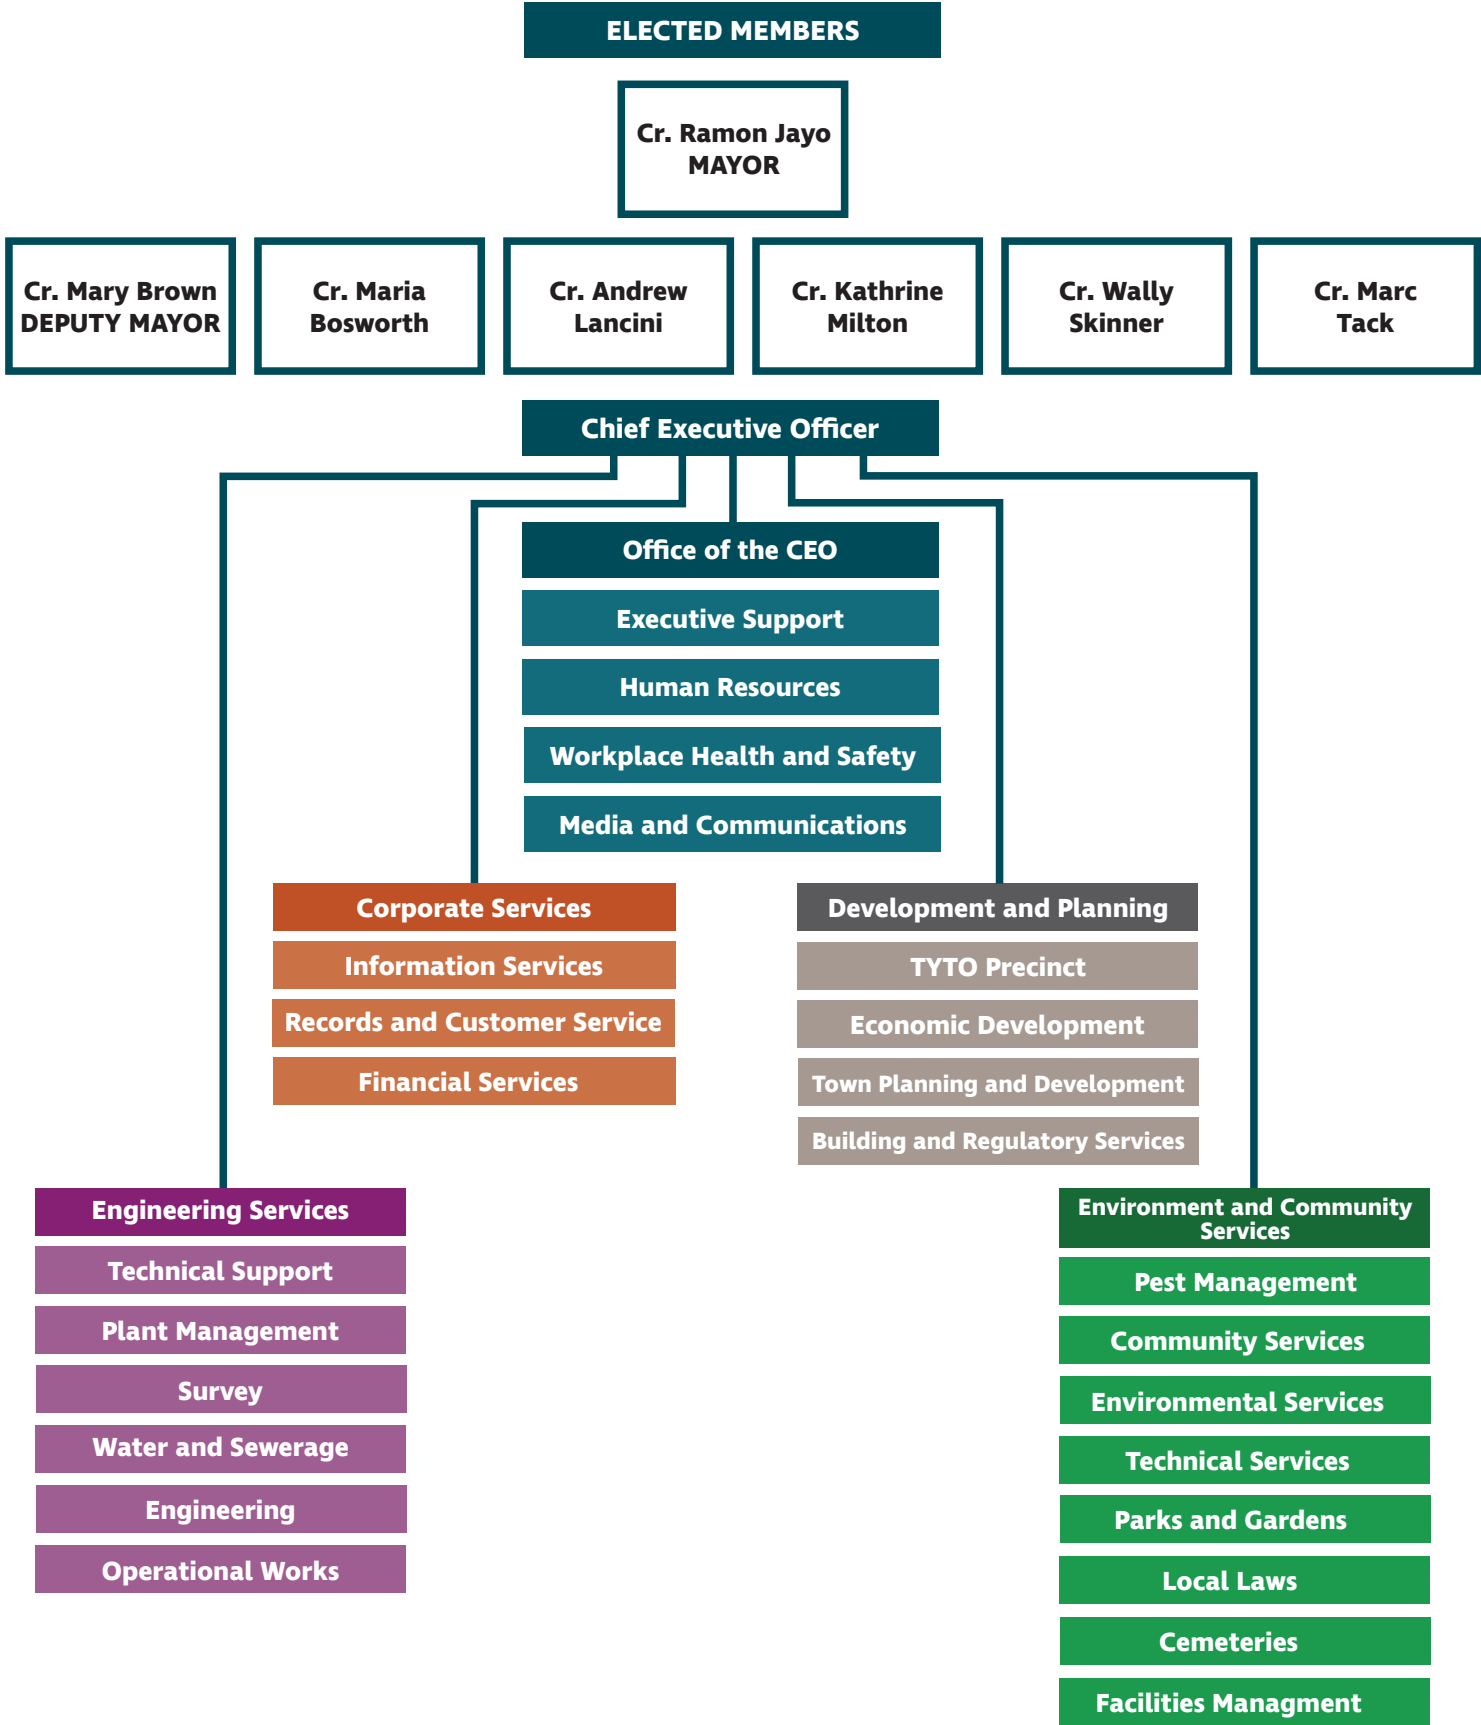 ELECTED MEMBERS
Cr. Ramon Jayo
MAYOR
Cr. Mary Brown
DEPUTY MAYOR
Cr. Maria
Bosworth
Cr. Andrew
Lancini
Cr. Kathrine
Milton
Cr. Wally
Skinner
Cr. Marc
Tack
Chief Executive Officer
Office of the CEO
Executive Support
Human Resources
Workplace Health and Safety
Media and Communications
Corporate Services
Information Services
Records and Customer Service
Financial Services
Development and Planning
TYTO Precinct
Economic Development
Town Planning and Development
Building and Regulatory Services
Engineering Services
Technical Support
Plant Management
Survey
Water and Sewerage
Engineering
Operational Works
Environment and Community
Services
Pest Management
Community Services
Environmental Services
Technical Services
Parks and Gardens
Local Laws
Cemeteries
Facilities Managment